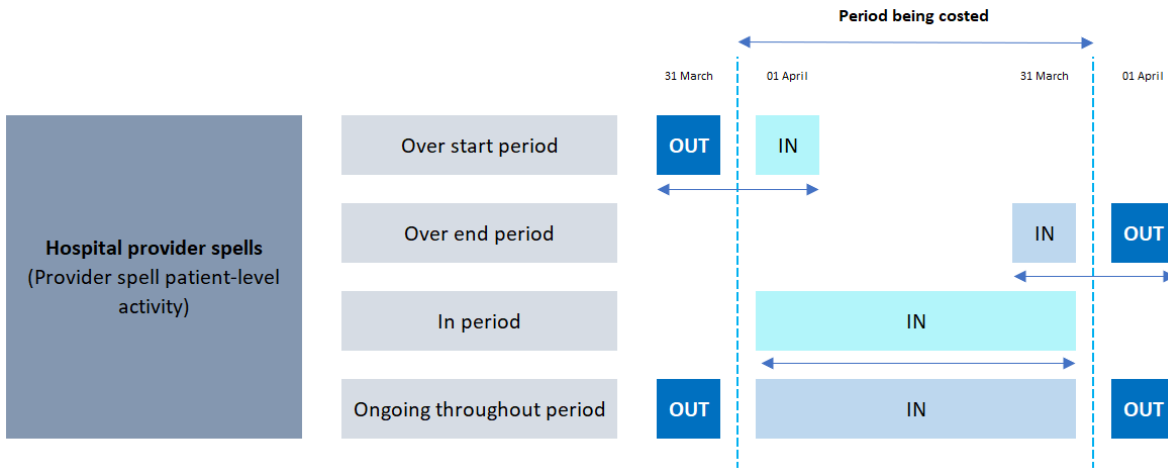 Period being costed
31 March
01 April
31 March
01 April
Over start period
OUT
IN
Over end period
IN
OUT
Hospital provider spells
(Provider spell patient-level
activity)
In period
IN
Ongoing throughout period
OUT
IN
OUT